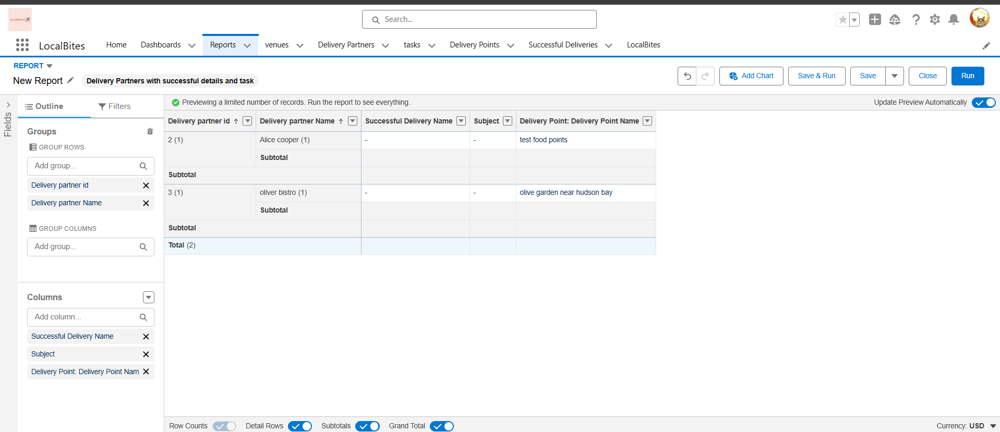 localbites
Search...
LocalBites
Home
Dashboards
Reports
venues
Delivery Partners
tasks
Delivery Points
Successful Deliveries
LocalBites
REPORT
New Report
Delivery Partners with successful details and task
Add Chart
Save & Run
Save
Close
Run
Fields
Outline
Filters
Previewing a limited number of records. Run the report to see everything.
Update Preview Automatically
Groups
GROUP ROWS
Add group...
Delivery partner id
Delivery partner Name
GROUP COLUMNS
Add group...
Columns
Add column...
Successful Delivery Name
Subject
Delivery Point: Delivery Point Nam
Delivery partner id Delivery partner Name Successful Delivery Name Subject Delivery Point: Delivery Point Name
2 (1) Alice cooper (1) - - test food points
Subtotal
Subtotal
3 (1) oliver bistro (1) - - olive garden near hudson bay
Subtotal
Subtotal
Total (2)
Row Counts
Detail Rows
Subtotals
Grand Total
Currency: USD